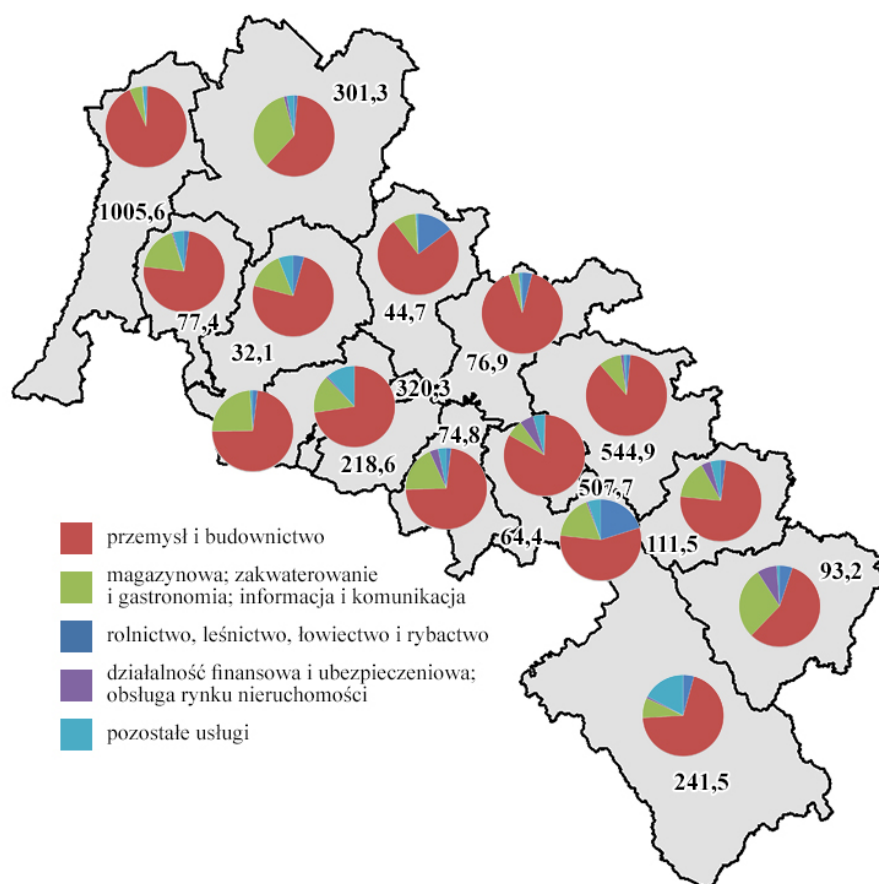 301,3
1005,6
77,4
32,1
44,7
76,9
320,3
74,8
218,6
544,9
507,7
64,4
111,5
93,2
241,5
przemysł i budownictwo
magazynowa; zakwaterowanie
i gastronomia; informacja i komunikacja
rolnictwo, leśnictwo, łowiectwo i rybactwo
działalność finansowa i ubezpieczeniowa;
obsługa rynku nieruchomości
pozostałe usługi